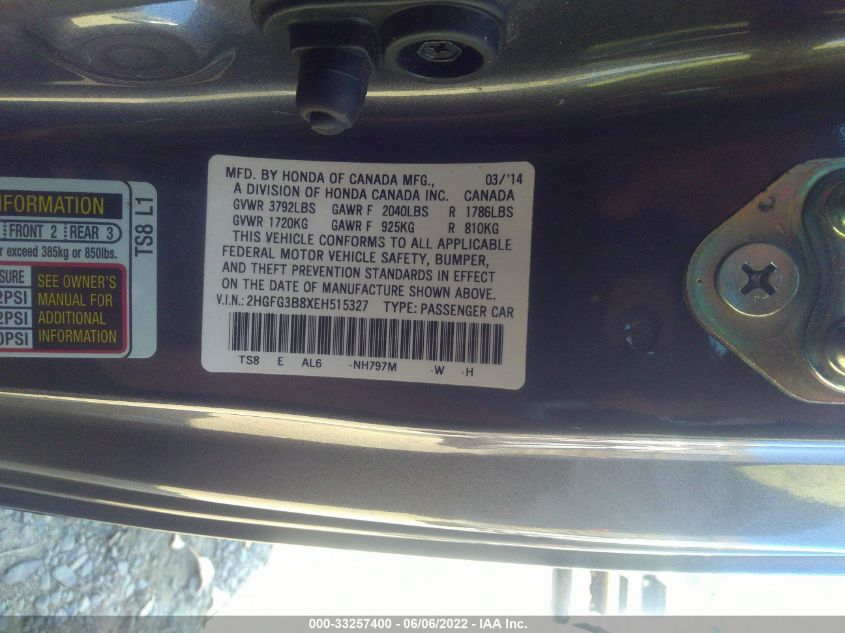 INFORMATION
FRONT 2 REAR 3
exceed 385kg or 850lbs.
SEE OWNER'S
MANUAL FOR
ADDITIONAL
INFORMATION
TS8 L1
MFD. BY HONDA OF CANADA MFG., 03/'14
A DIVISION OF HONDA CANADA INC. CANADA
GVWR 3792LBS GAWR F 2040LBS R 1786LBS
GVWR 1720KG GAWR F 925KG R 810KG
THIS VEHICLE CONFORMS TO ALL APPLICABLE
FEDERAL MOTOR VEHICLE SAFETY, BUMPER,
AND THEFT PREVENTION STANDARDS IN EFFECT
ON THE DATE OF MANUFACTURE SHOWN ABOVE.
V.I.N.: 2HGFG3B8XEH515327 TYPE: PASSENGER CAR
TS8 E AL6 -NH797M -W -H
000-33257400 - 06/06/2022 - IAA Inc.